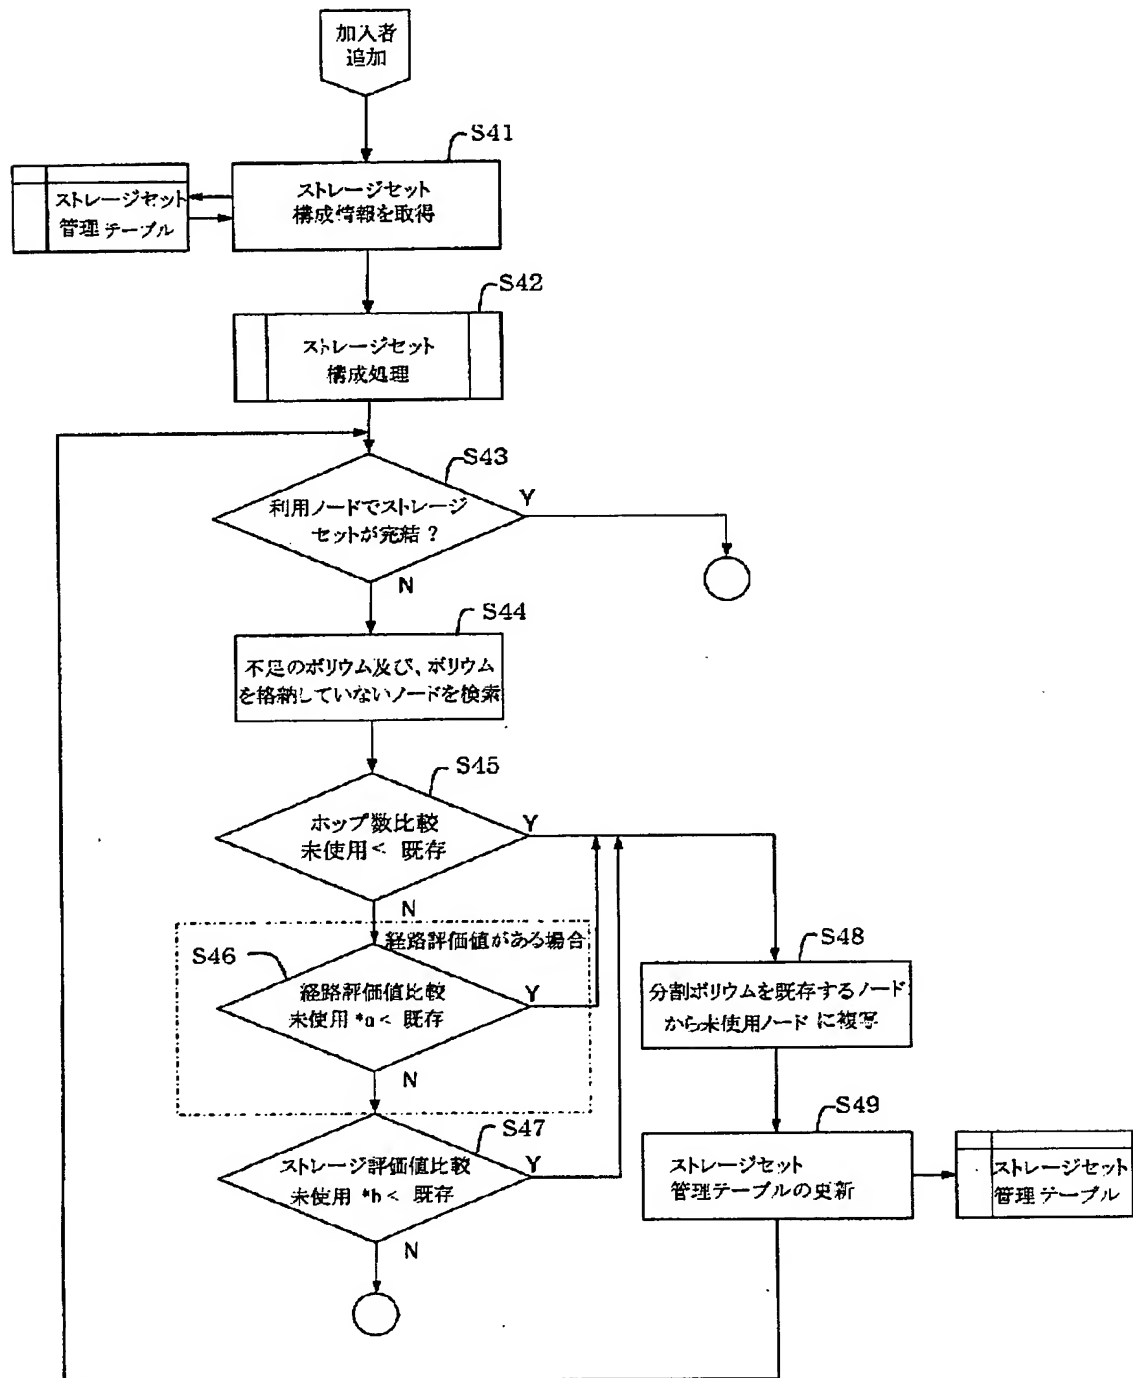 加入者
追加
S41
ストレージセット
構成情報を取得
ストレージセット
管理テーブル
S42
ストレージセット
構成処理
S43
利用ノードでストレージ
セットが完結?
Y
N
S44
不足のボリウム及び、ボリウム
を格納していないノードを検索
S45
ホップ数比較
未使用< 既存
Y
N
経路評価値がある場合
S46
経路評価値比較
未使用 *a< 既存
Y
N
S47
ストレージ評価値比較
未使用 *b< 既存
Y
N
S48
分割ボリウムを既存するノード
から未使用ノードに複写
S49
ストレージセット
管理テーブルの更新
ストレージセット
管理テーブル